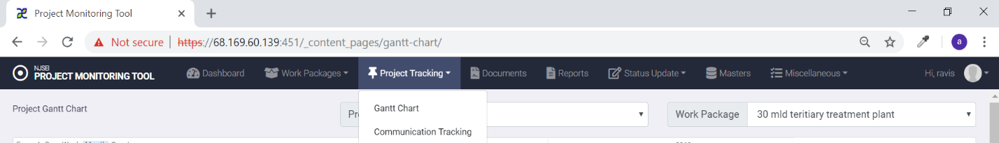 Project Monitoring Tool
Not secure https://68.169.60.139:451/_content_pages/gantt-chart/
a
NJSEI
PROJECT MONITORING TOOL
Dashboard
Work Packages
Project Tracking
Documents
Reports
Status Update
Masters
Miscellaneous
Hi, ravis
Project Gantt Chart
Gantt Chart
Communication Tracking
Pr
Work Package
30 mld teritiary treatment plant